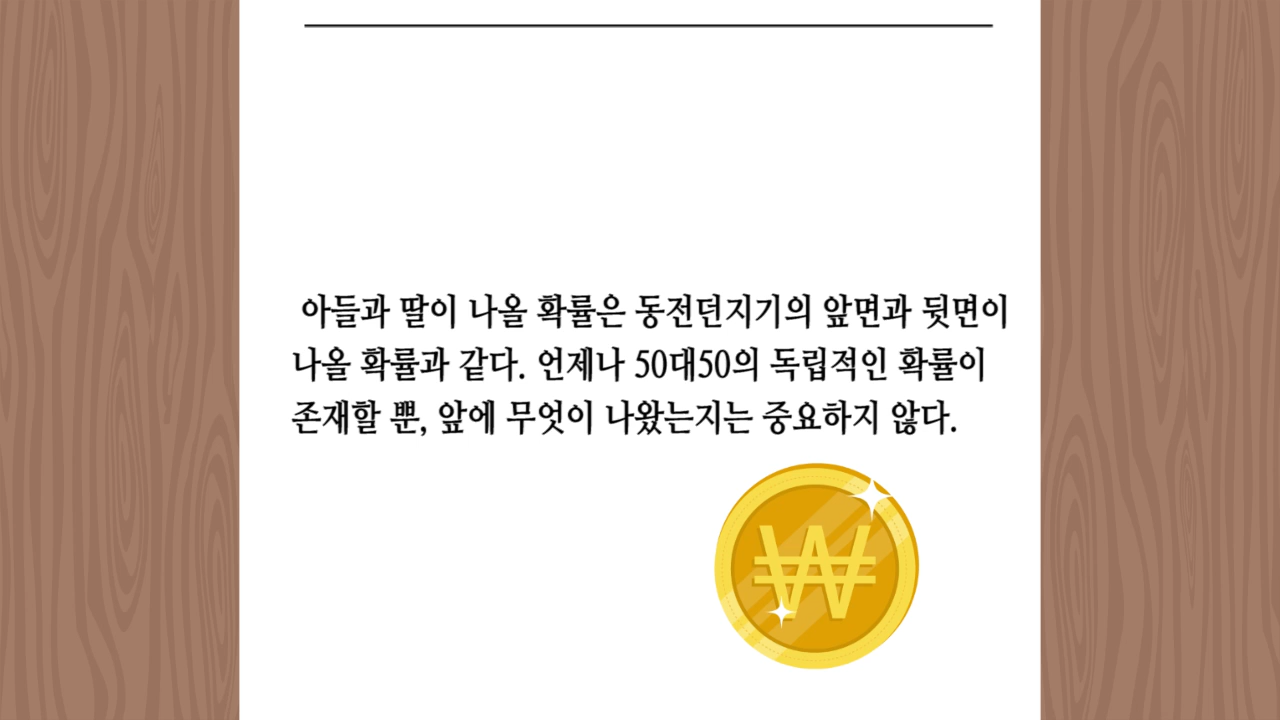 아들과 딸이 나올 확률은 동전던지기의 앞면과 뒷면이
나올 확률과 같다. 언제나 50대50의 독립적인 확률이
존재할 뿐, 앞에 무엇이 나왔는지는 중요하지 않다.
₩